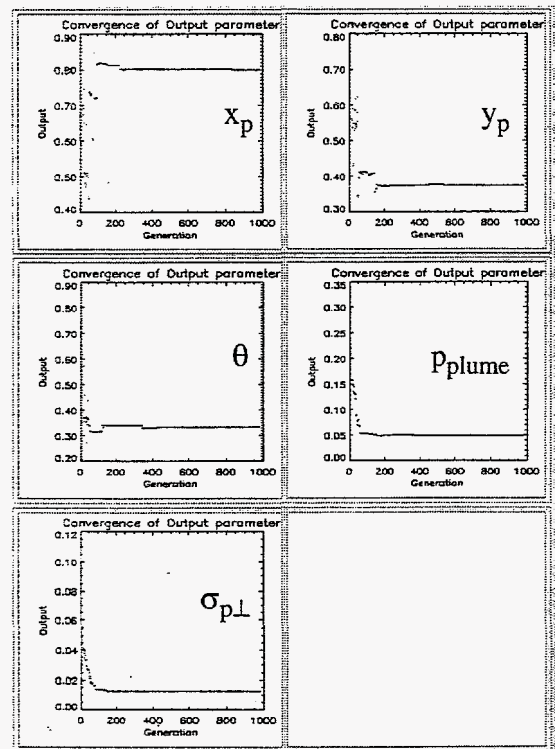 Convergence of Output parameter
0.90
0.80
0.70
0.60
0.50
0.40
Output
x_p
0 200 400 600 800 1000
Generation
Convergence of Output parameter
0.80
0.70
0.60
0.50
0.40
0.30
Output
y_p
0 200 400 600 800 1000
Generation
Convergence of Output parameter
0.90
0.80
0.70
0.60
0.50
0.40
0.30
0.20
Output
θ
0 200 400 600 800 1000
Generation
Convergence of Output parameter
0.35
0.30
0.25
0.20
0.15
0.10
0.05
0.00
Output
p_plume
0 200 400 600 800 1000
Generation
Convergence of Output parameter
0.12
0.10
0.08
0.06
0.04
0.02
0.00
Output
σ_p⊥
0 200 400 600 800 1000
Generation